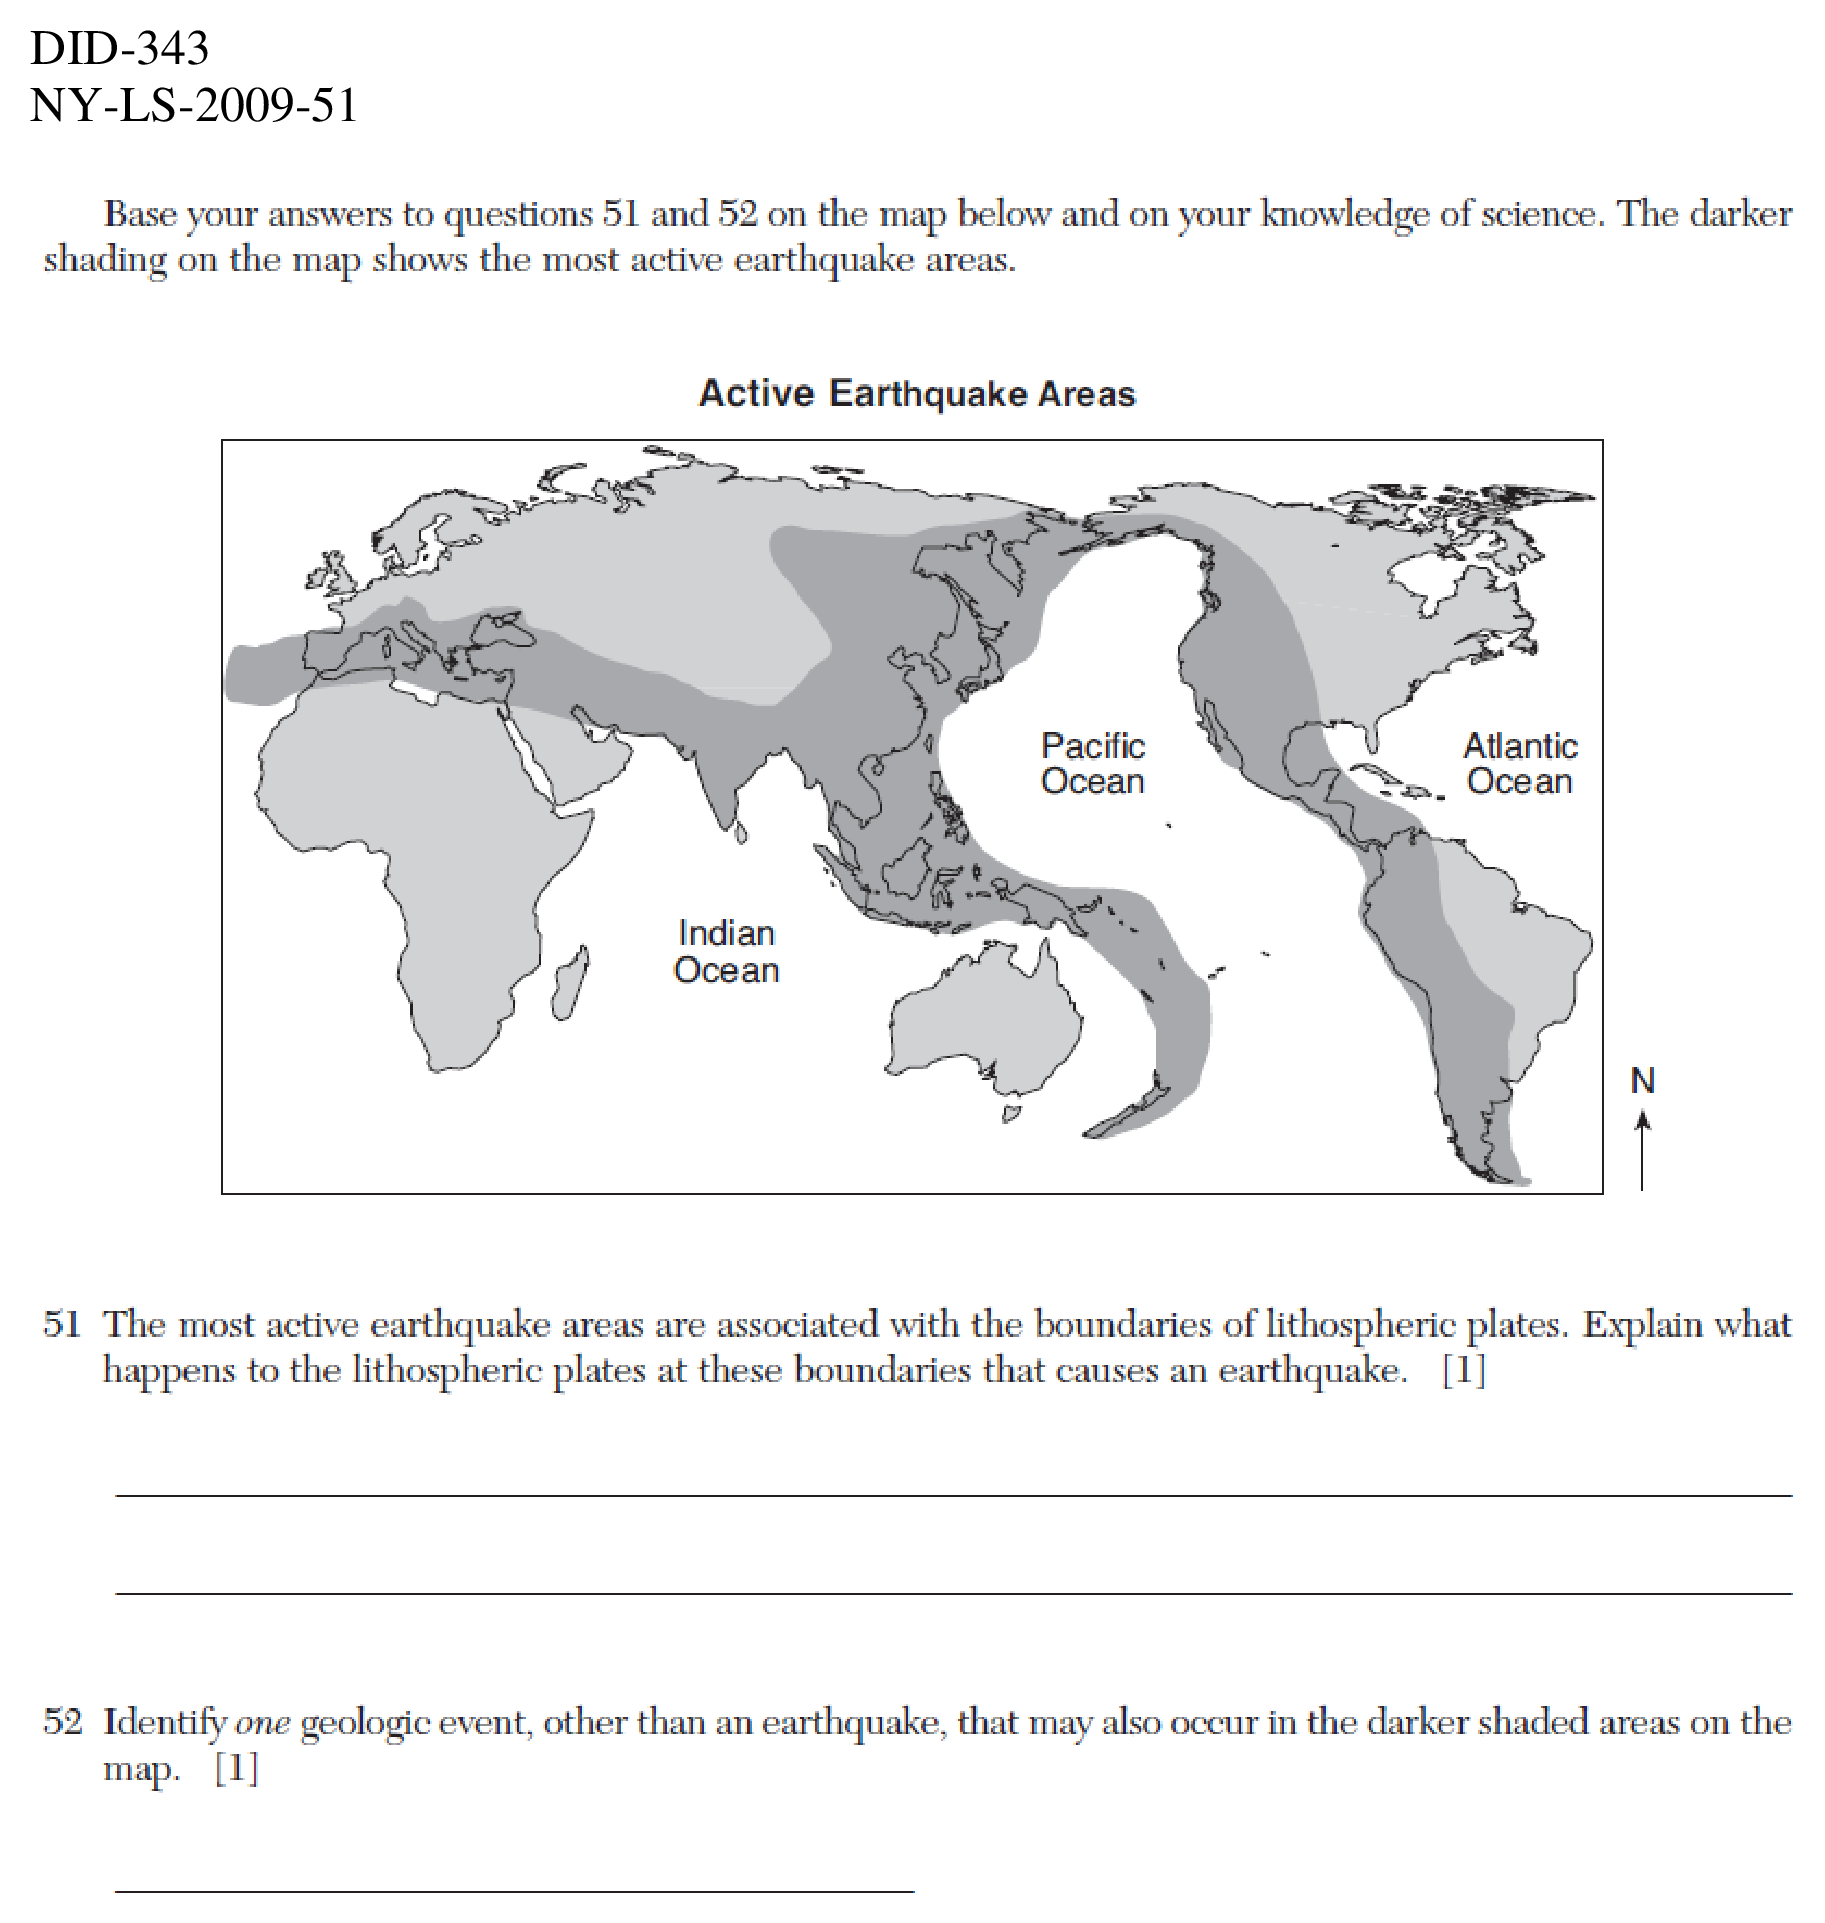 DID-343
NY-LS-2009-51
Base your answers to questions 51 and 52 on the map below and on your knowledge of science. The darker
shading on the map shows the most active earthquake areas.
Active Earthquake Areas
Pacific
Ocean
Atlantic
Ocean
Indian
Ocean
N
51 The most active earthquake areas are associated with the boundaries of lithospheric plates. Explain what
happens to the lithospheric plates at these boundaries that causes an earthquake. [1]
52 Identify one geologic event, other than an earthquake, that may also occur in the darker shaded areas on the
map. [1]